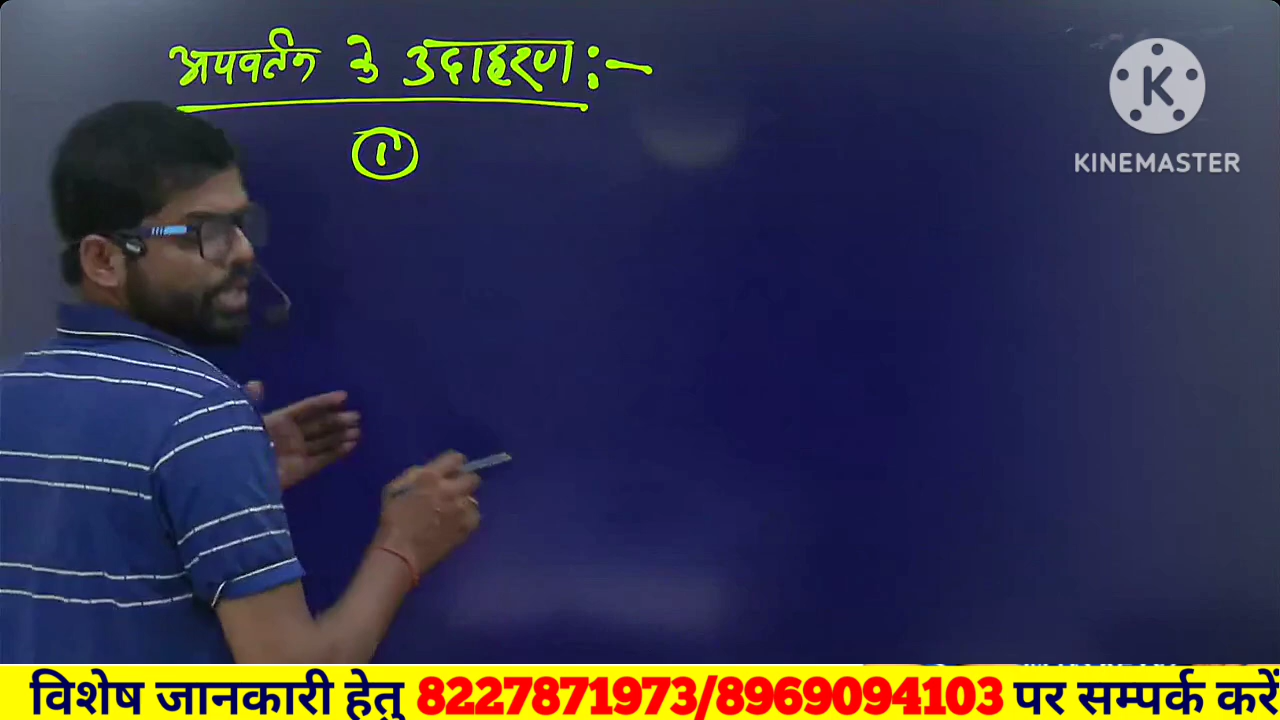 अपवर्तन के उदाहरण :-
①
K
KINEMASTER
विशेष जानकारी हेतु 8227871973/8969094103 पर सम्पर्क करें